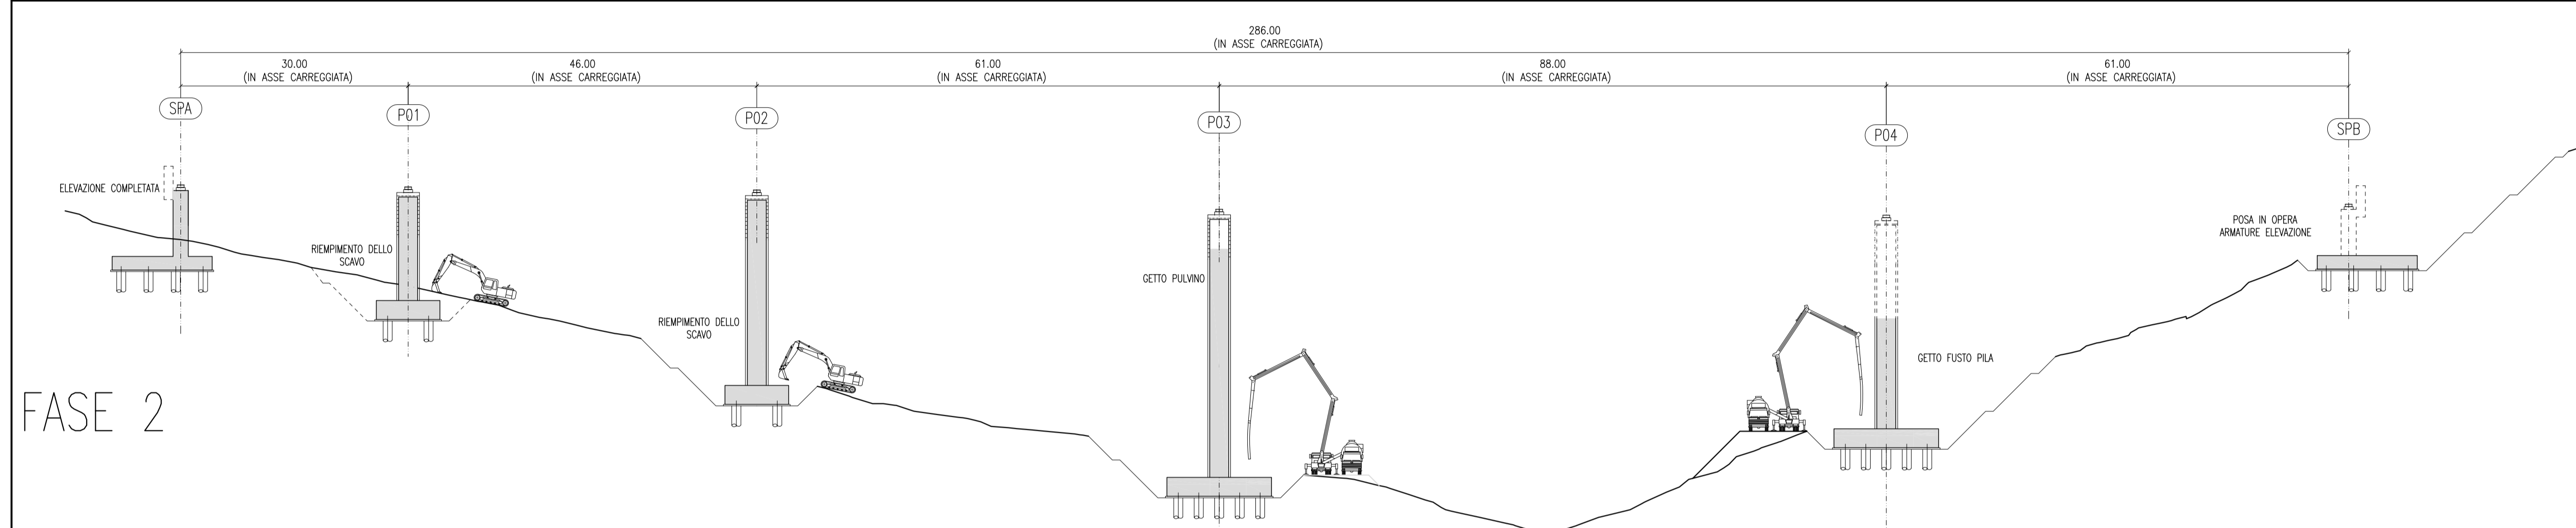 286.00
(IN ASSE CARREGGIATA)
30.00
(IN ASSE CARREGGIATA)
46.00
(IN ASSE CARREGGIATA)
61.00
(IN ASSE CARREGGIATA)
88.00
(IN ASSE CARREGGIATA)
61.00
(IN ASSE CARREGGIATA)
SPA
P01
P02
P03
P04
SPB
ELEVAZIONE COMPLETATA
RIEMPIMENTO DELLO
SCAVO
RIEMPIMENTO DELLO
SCAVO
GETTO PULVINO
GETTO FUSTO PILA
POSA IN OPERA
ARMATURE ELEVAZIONE
FASE 2